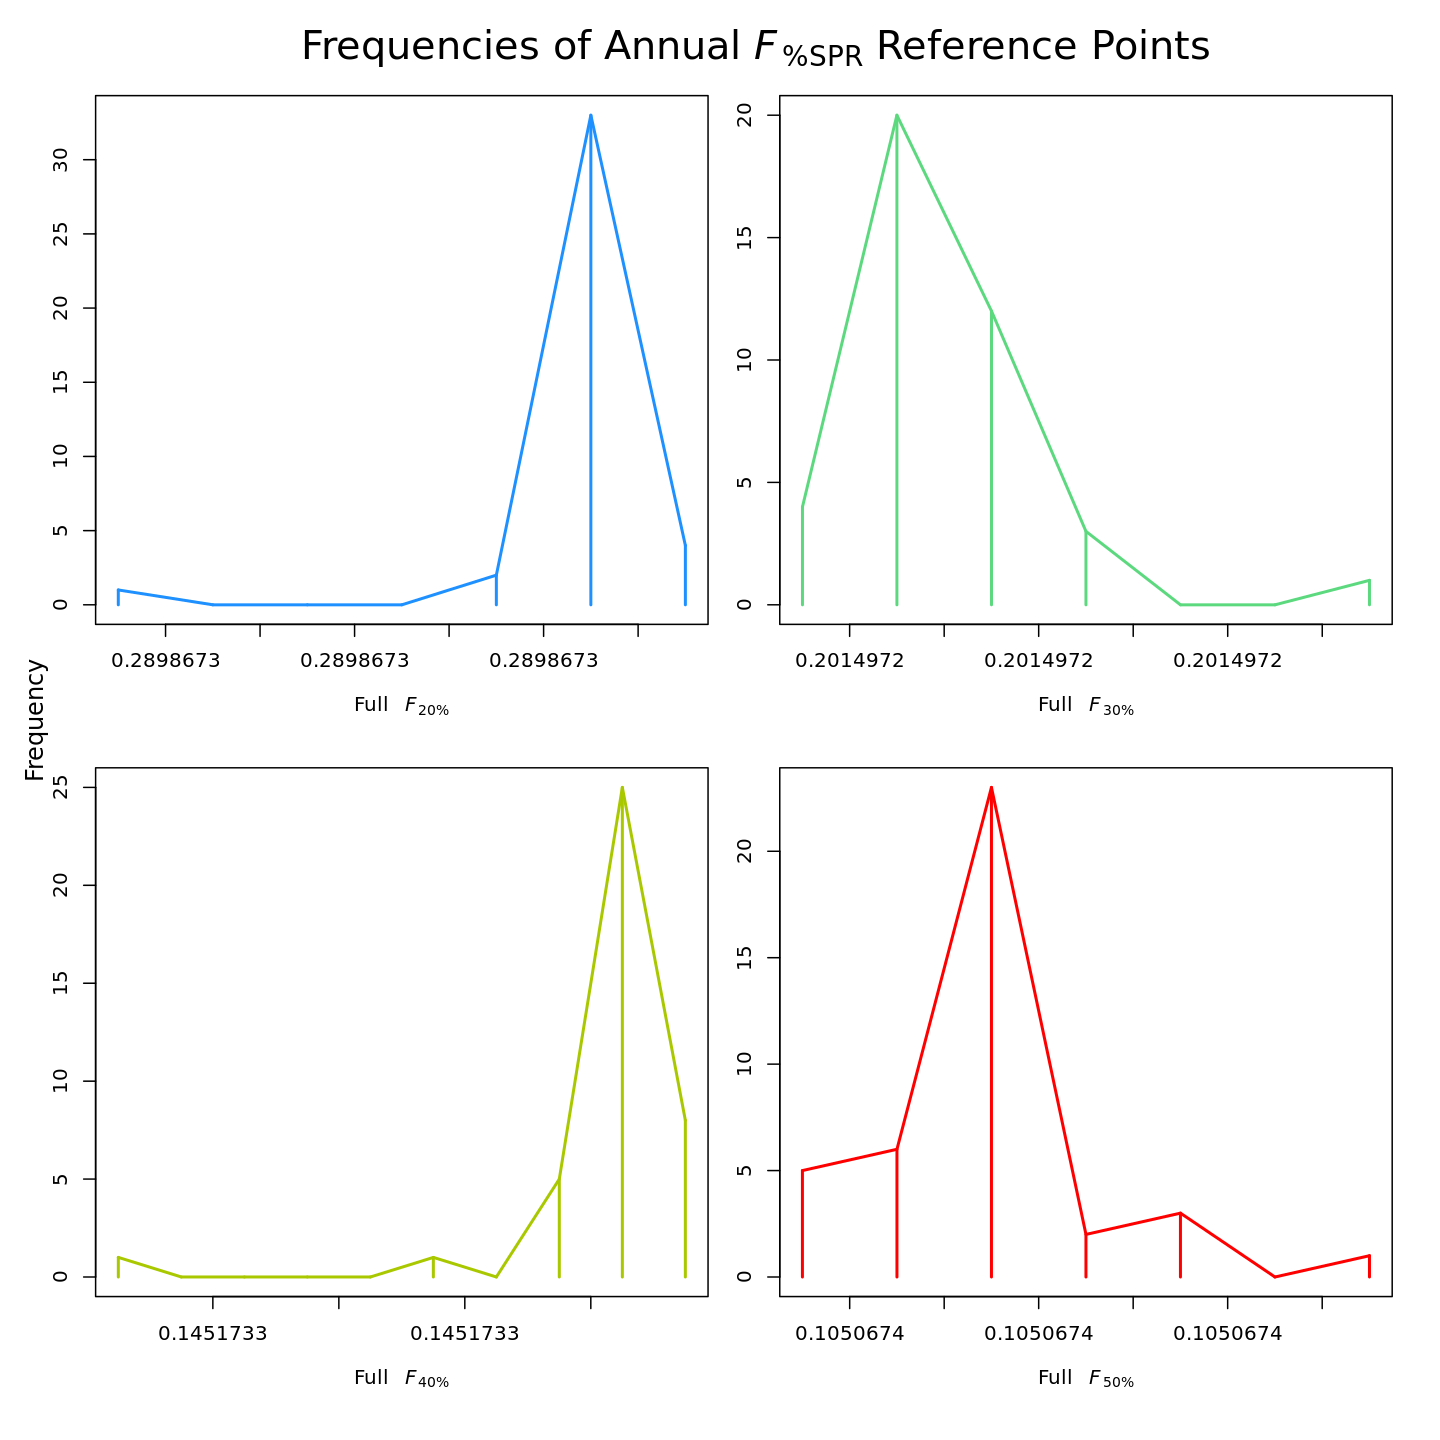 Frequencies of Annual F%SPR Reference Points
30
25
20
15
10
5
0
0.2898673 0.2898673 0.2898673
Full F20%
20
15
10
5
0
0.2014972 0.2014972 0.2014972
Full F30%
Frequency
25
20
15
10
5
0
0.1451733 0.1451733
Full F40%
20
15
10
5
0
0.1050674 0.1050674 0.1050674
Full F50%